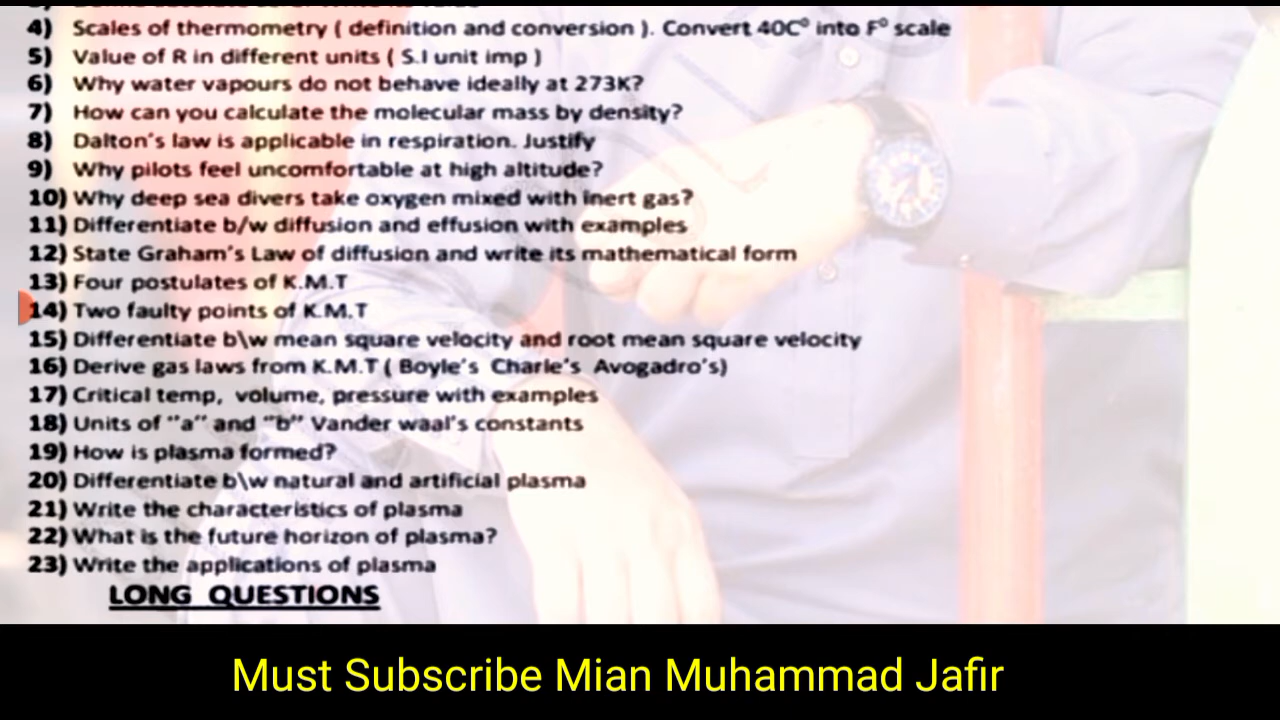 4) Scales of thermometry ( definition and conversion ). Convert 40C° into F° scale
5) Value of R in different units ( S.I unit imp )
6) Why water vapours do not behave ideally at 273K?
7) How can you calculate the molecular mass by density?
8) Dalton's law is applicable in respiration. Justify
9) Why pilots feel uncomfortable at high altitude?
10) Why deep sea divers take oxygen mixed with inert gas?
11) Differentiate b/w diffusion and effusion with examples
12) State Graham's Law of diffusion and write its mathematical form
13) Four postulates of K.M.T
14) Two faulty points of K.M.T
15) Differentiate b\w mean square velocity and root mean square velocity
16) Derive gas laws from K.M.T ( Boyle's Charle's Avogadro's)
17) Critical temp, volume, pressure with examples
18) Units of "a" and "b" Vander waal's constants
19) How is plasma formed?
20) Differentiate b\w natural and artificial plasma
21) Write the characteristics of plasma
22) What is the future horizon of plasma?
23) Write the applications of plasma
LONG QUESTIONS
Must Subscribe Mian Muhammad Jafir